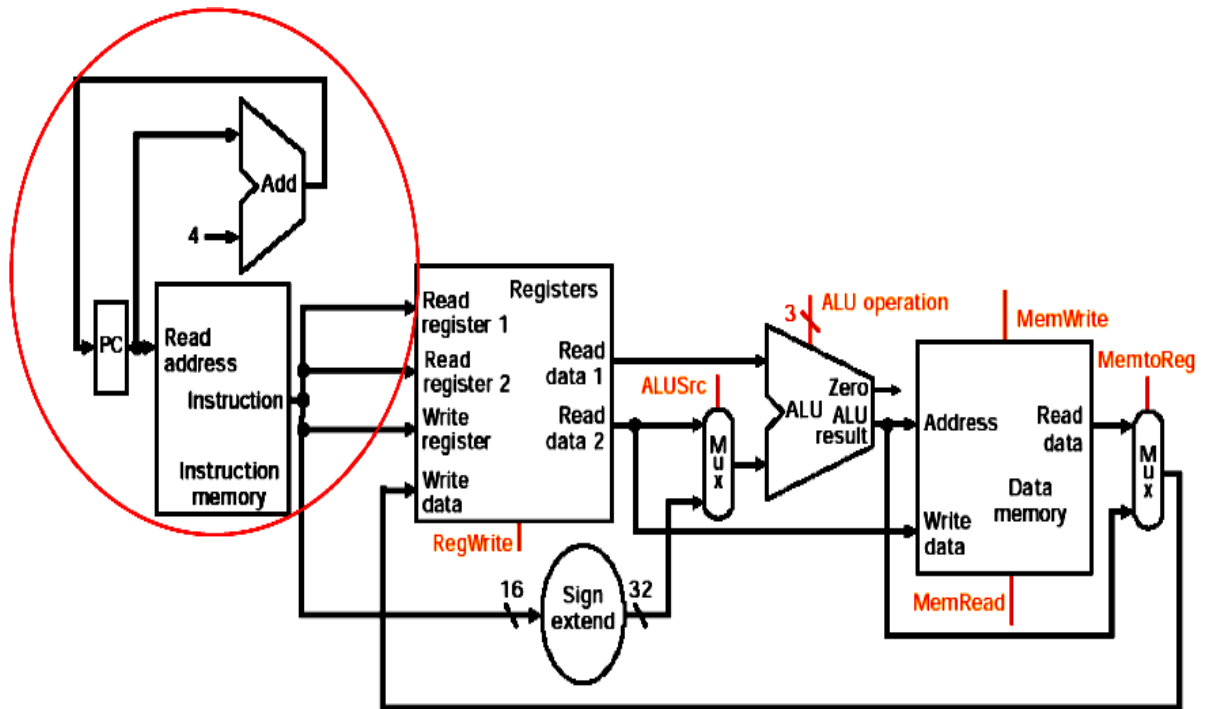 Add
4
PC
Read
address
Instruction
Instruction
memory
Registers
Read
register 1
Read
register 2
Write
register
Write
data
Read
data 1
Read
data 2
RegWrite
16
Sign
extend
32
ALUSrc
Mux
3
ALU operation
Zero
ALU
ALU
result
MemWrite
Address
Read
data
Data
memory
Write
data
MemRead
MemtoReg
Mux